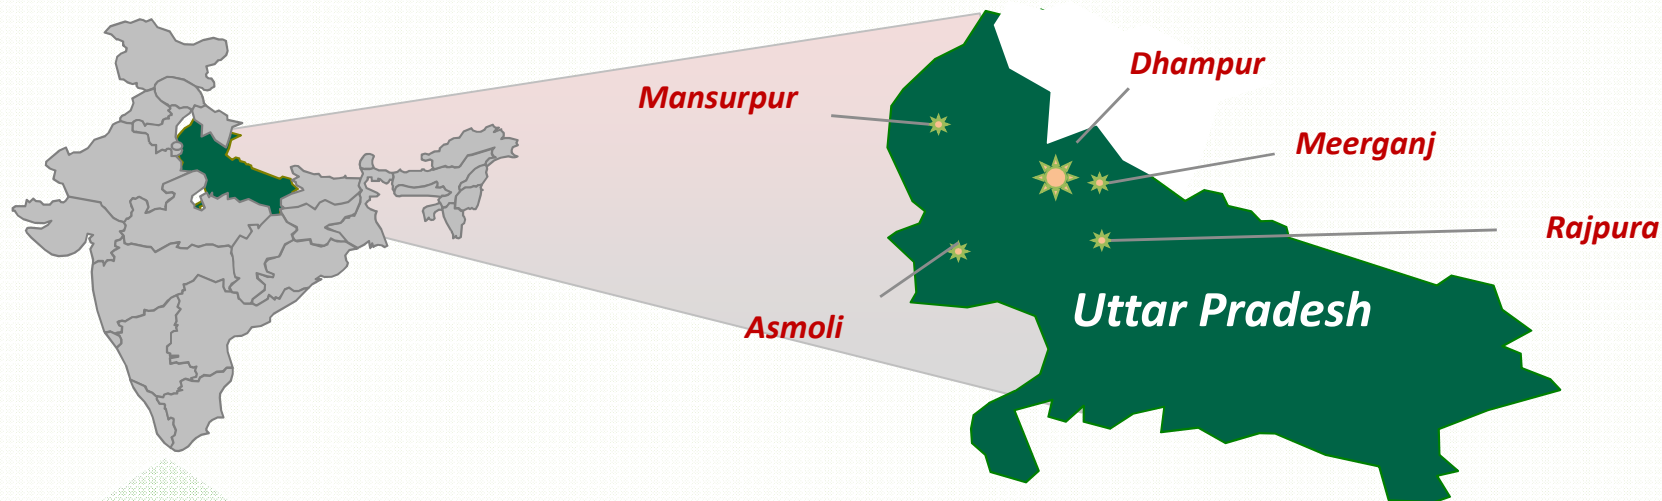 Dhampur
Mansurpur
Meerganj
Rajpura
Uttar Pradesh
Asmoli